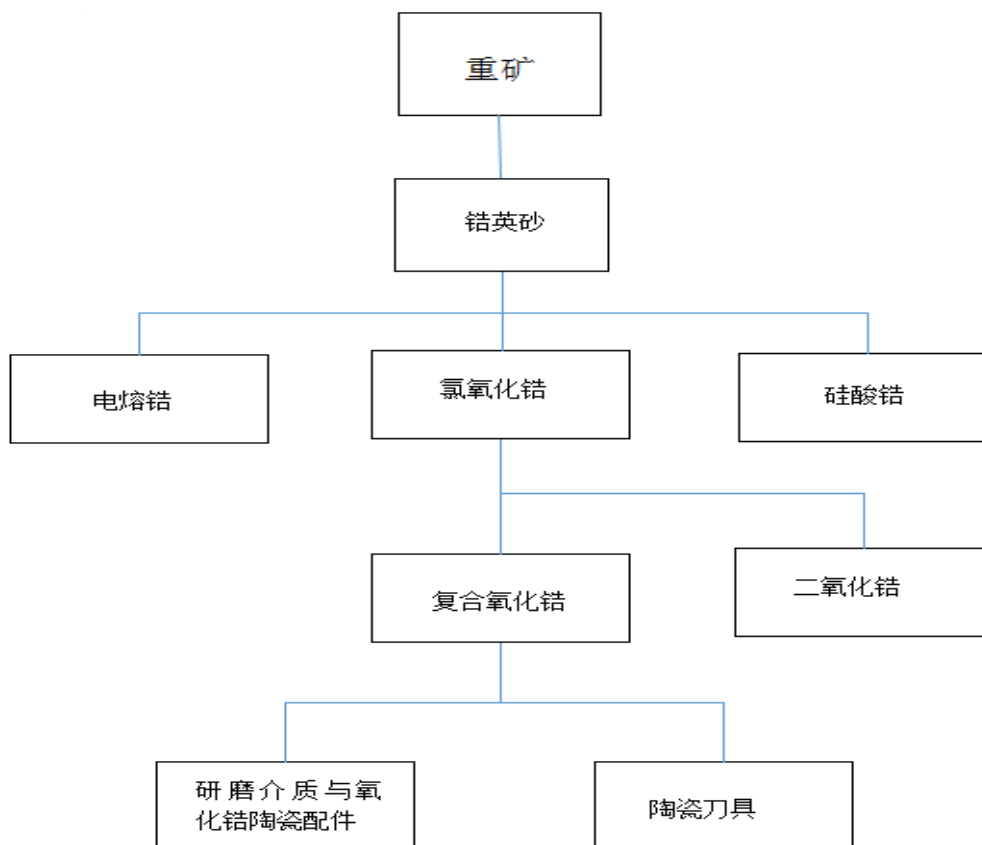 重矿
锆英砂
电熔锆
氯氧化锆
硅酸锆
复合氧化锆
二氧化锆
研磨介质与氧
化锆陶瓷配件
陶瓷刀具